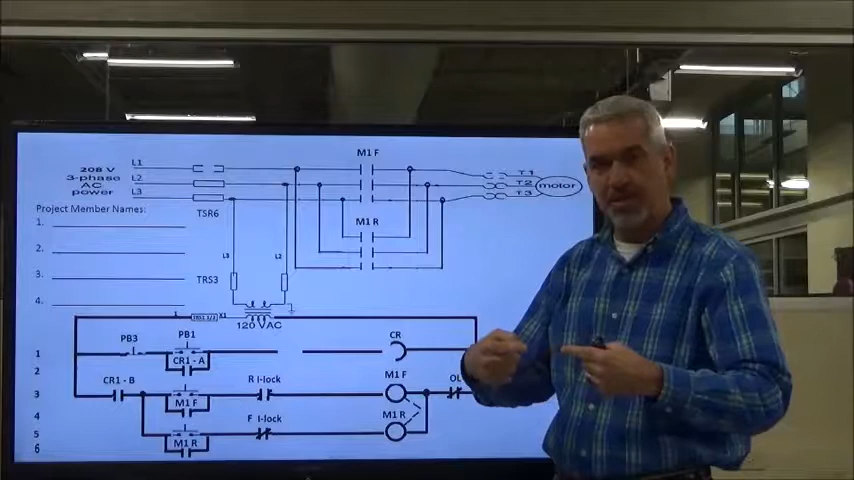 L1
208 V
3-phase
AC
power
L2
L3
M1 F
T1
T2
T3
motor
Project Member Names:
TSR6
M1 R
1.
2.
L3
L2
3.
TRS3
4.
X1
120 VAC
PB3
PB1
CR
1
CR1 - A
2
CR1 - B
R I-lock
M1 F
OL
3
M1 F
4
F I-lock
M1 R
5
M1 R
6